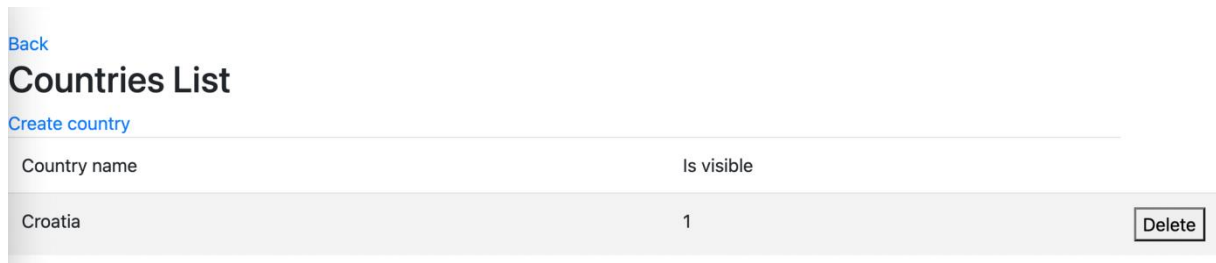 Back
Countries List
Create country
Country name Is visible
Croatia 1 Delete